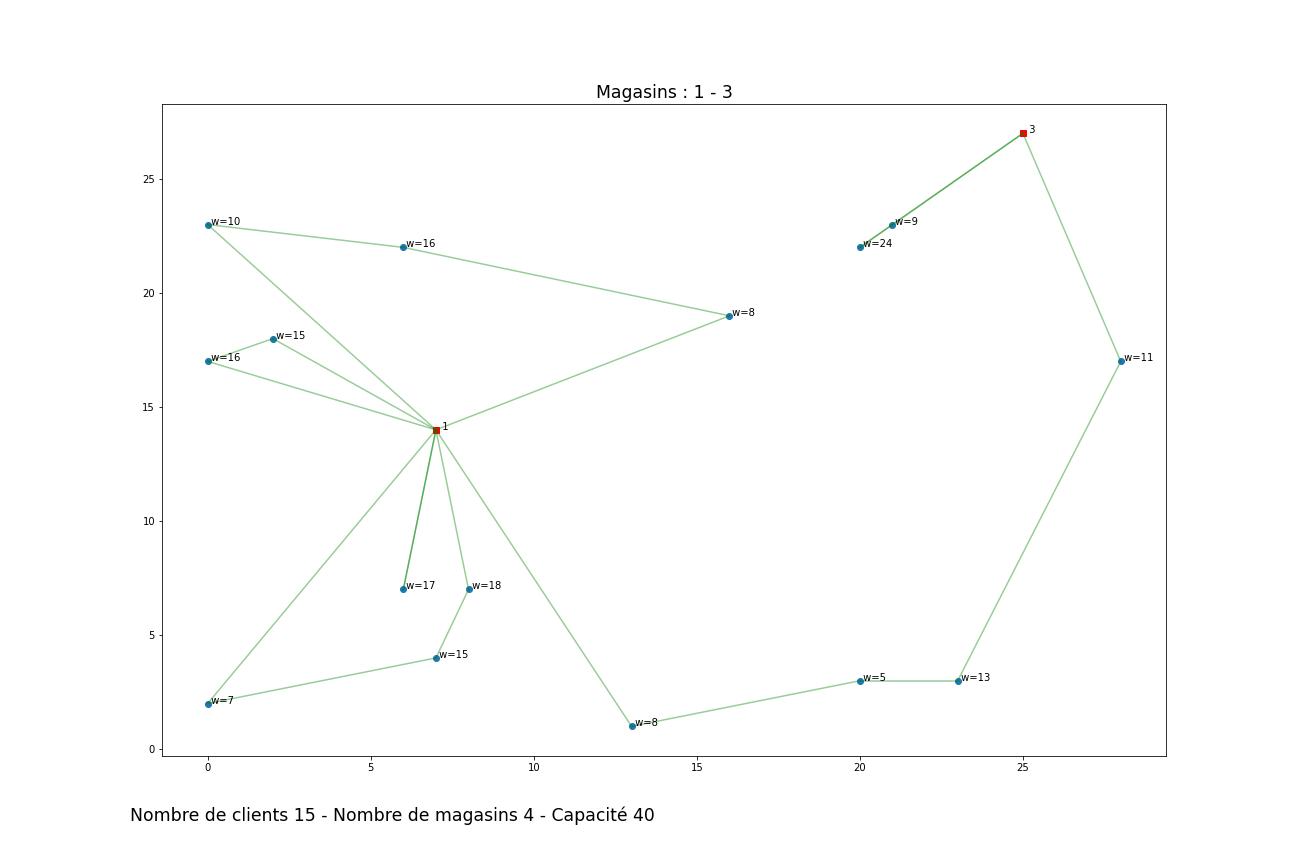 Magasins : 1 - 3
3
25
w=10
w=9
w=16
w=24
20
w=8
w=15
w=16
w=11
15
1
10
w=17
w=18
5
w=15
w=5
w=13
w=7
w=8
0
0 5 10 15 20 25
Nombre de clients 15 - Nombre de magasins 4 - Capacité 40